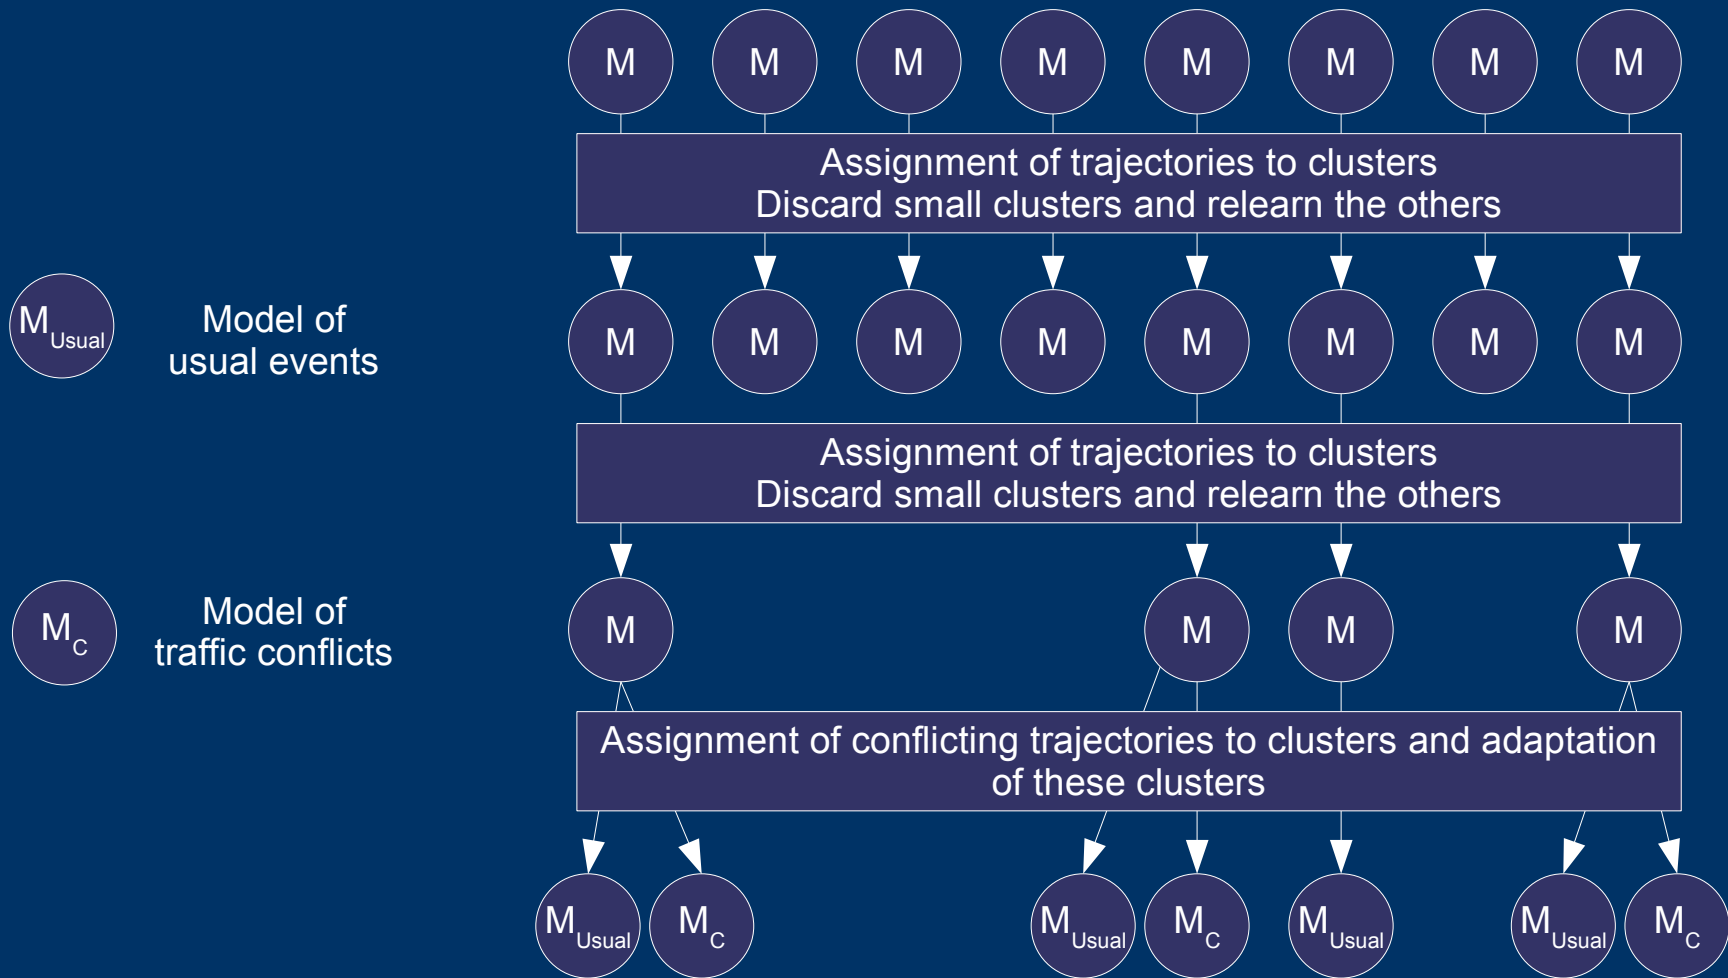 M M M M M M M M
Assignment of trajectories to clusters
Discard small clusters and relearn the others
M Usual
Model of
usual events
M M M M M M M M
Assignment of trajectories to clusters
Discard small clusters and relearn the others
M C
Model of
traffic conflicts
M M M M
Assignment of conflicting trajectories to clusters and adaptation
of these clusters
M Usual M C M Usual M C M Usual M Usual M C